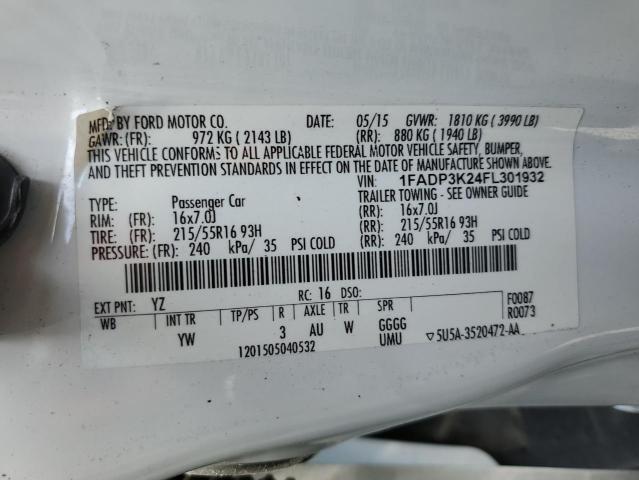 MFD. BY FORD MOTOR CO. DATE: 05/15 GVWR: 1810 KG ( 3990 LB)
GAWR: (FR): 972 KG ( 2143 LB) (RR): 880 KG ( 1940 LB)
THIS VEHICLE CONFORMS TO ALL APPLICABLE FEDERAL MOTOR VEHICLE SAFETY, BUMPER,
AND THEFT PREVENTION STANDARDS IN EFFECT ON THE DATE OF MANUFACTURE SHOWN ABOVE.
VIN: 1FADP3K24FL301932
TYPE: Passenger Car TRAILER TOWING - SEE OWNER GUIDE
RIM: (FR): 16x7.0J (RR): 16x7.0J
TIRE: (FR): 215/55R16 93H (RR): 215/55R16 93H
PRESSURE: (FR): 240 kPa/ 35 PSI COLD (RR): 240 kPa/ 35 PSI COLD
EXT PNT: YZ RC: 16 DSO: F0087
WB INT TR TP/PS R AXLE TR SPR R0073
YW 3 AU W GGGG
1201505040532 UMU 5U5A-3520472-AA